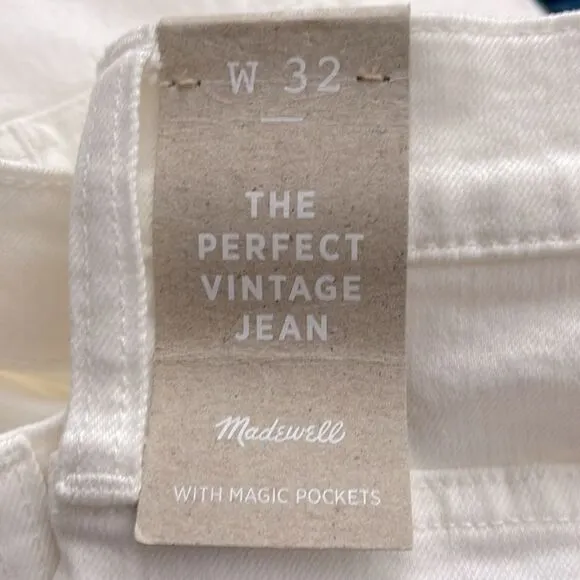 W 32
THE
PERFECT
VINTAGE
JEAN
Madewell
WITH MAGIC POCKETS